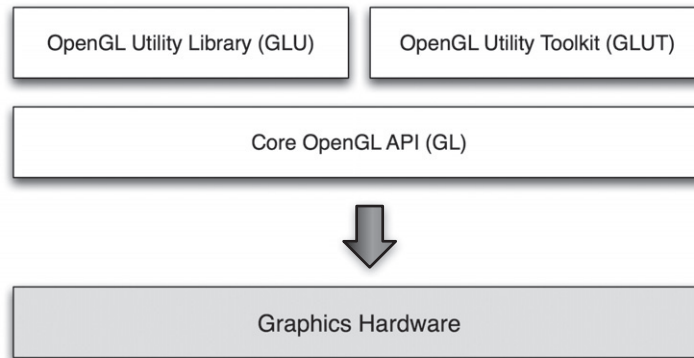 OpenGL Utility Library (GLU)
OpenGL Utility Toolkit (GLUT)
Core OpenGL API (GL)
Graphics Hardware